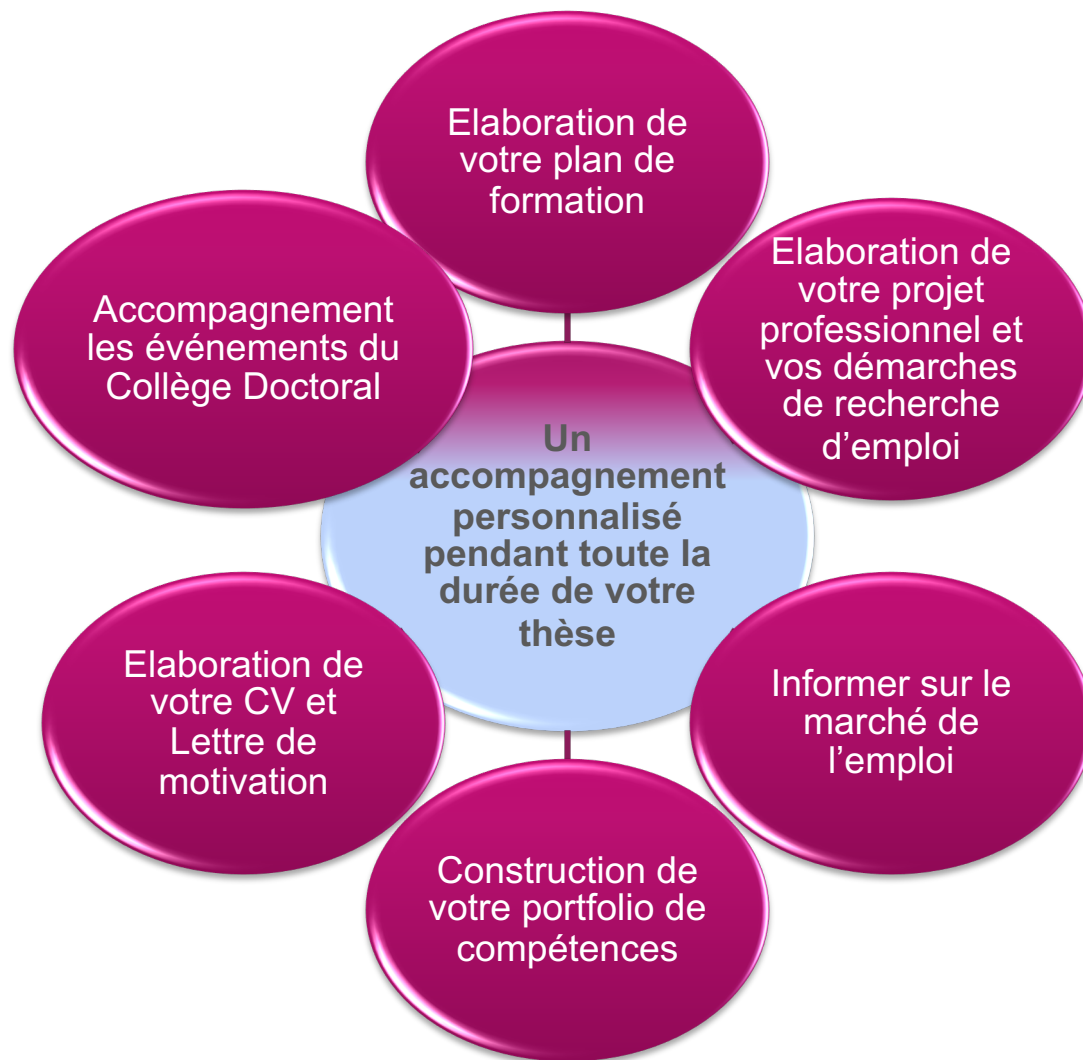 Elaboration de
votre plan de
formation
Elaboration de
votre projet
professionnel et
vos démarches
de recherche
d’emploi
Accompagnement
les événements du
Collège Doctoral
Un
accompagnement
personnalisé
pendant toute la
durée de votre
thèse
Elaboration de
votre CV et
Lettre de
motivation
Informer sur le
marché de
l’emploi
Construction de
votre portfolio de
compétences